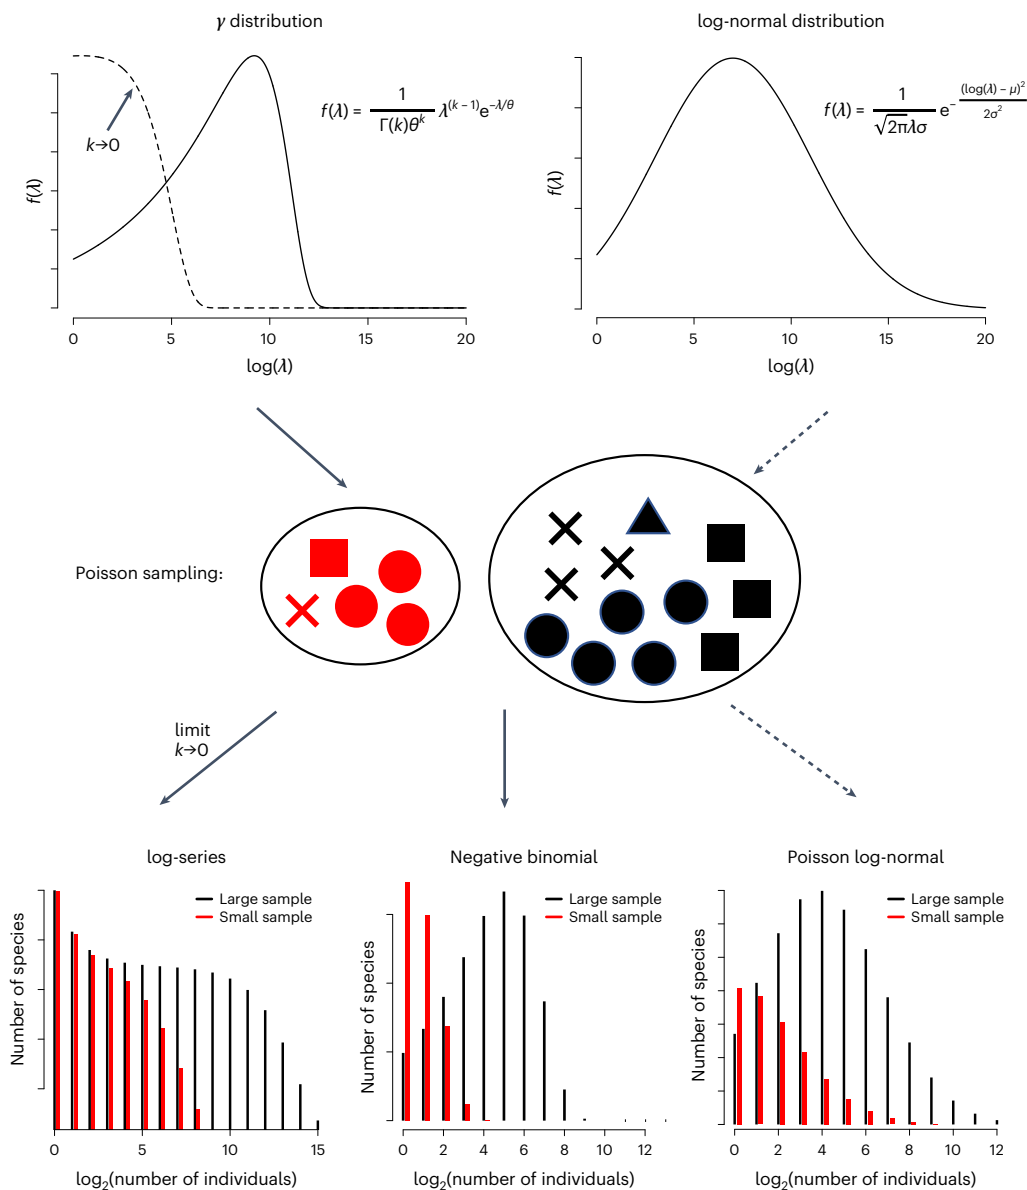 γ distribution
log-normal distribution
f(λ) = 1 / Γ(k)θ^k λ^(k − 1) e^−λ/θ
f(λ) = 1 / √2πλσ e^− (log(λ) − μ)^2 / 2σ^2
k→0
f(λ)
f(λ)
0 5 10 15 20
0 5 10 15 20
log(λ)
log(λ)
Poisson sampling:
limit
k→0
log-series
Negative binomial
Poisson log-normal
Large sample
Small sample
Large sample
Small sample
Large sample
Small sample
Number of species
Number of species
Number of species
0 5 10 15
0 2 4 6 8 10 12
0 2 4 6 8 10 12
log₂(number of individuals)
log₂(number of individuals)
log₂(number of individuals)